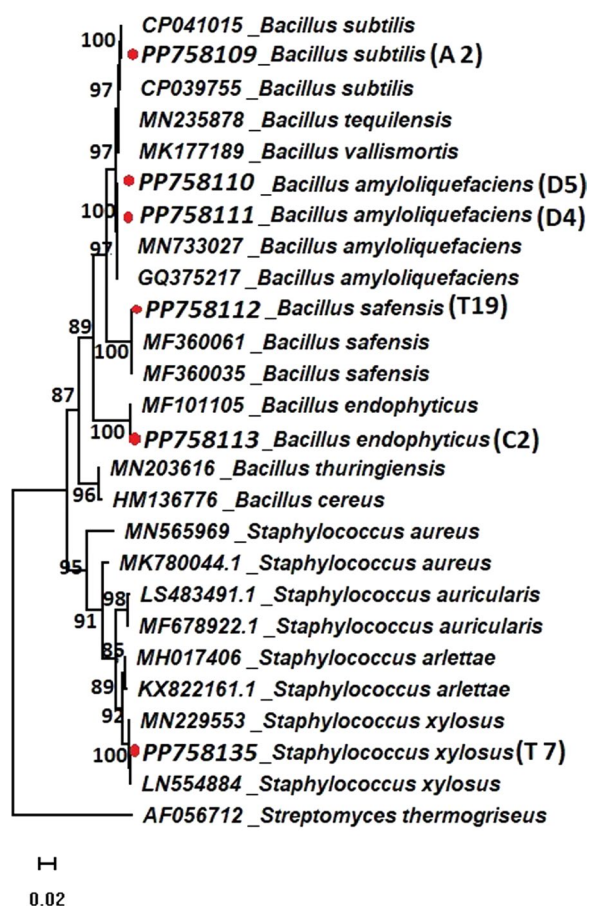 CP041015 _Bacillus subtilis
100
PP758109 _Bacillus subtilis (A 2)
97
CP039755 _Bacillus subtilis
MN235878 _Bacillus tequilensis
97
MK177189 _Bacillus vallismortis
PP758110 _Bacillus amyloliquefaciens (D5)
100
PP758111 _Bacillus amyloliquefaciens (D4)
97
MN733027 _Bacillus amyloliquefaciens
GQ375217 _Bacillus amyloliquefaciens
PP758112 _Bacillus safensis (T19)
89
MF360061 _Bacillus safensis
100
MF360035 _Bacillus safensis
87
MF101105 _Bacillus endophyticus
100
PP758113 _Bacillus endophyticus (C2)
MN203616 _Bacillus thuringiensis
96
HM136776 _Bacillus cereus
MN565969 _Staphylococcus aureus
95
MK780044.1 _Staphylococcus aureus
98
LS483491.1 _Staphylococcus auricularis
91
MF678922.1 _Staphylococcus auricularis
85
MH017406 _Staphylococcus arlettae
89
KX822161.1 _Staphylococcus arlettae
92
MN229553 _Staphylococcus xylosus
100
PP758135 _Staphylococcus xylosus (T 7)
LN554884 _Staphylococcus xylosus
AF056712 _Streptomyces thermogriseus
0.02